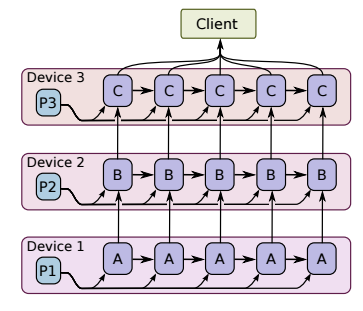 Client
Device 3
P3 C C C C C
Device 2
P2 B B B B B
Device 1
P1 A A A A A